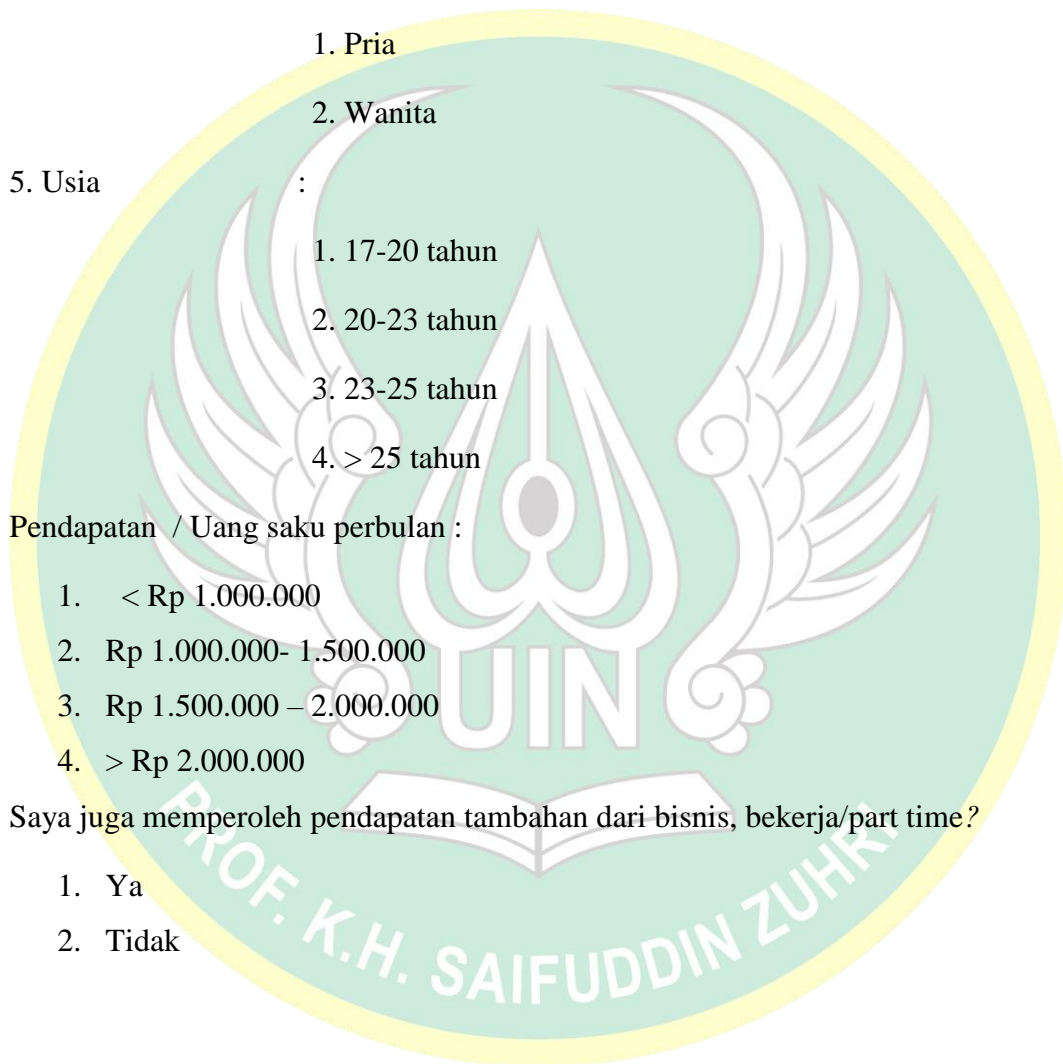 1. Pria
2. Wanita
5. Usia :
1. 17-20 tahun
2. 20-23 tahun
3. 23-25 tahun
4. > 25 tahun
Pendapatan / Uang saku perbulan :
1. < Rp 1.000.000
2. Rp 1.000.000- 1.500.000
3. Rp 1.500.000 – 2.000.000
4. > Rp 2.000.000
Saya juga memperoleh pendapatan tambahan dari bisnis, bekerja/part time?
1. Ya
2. Tidak
UIN
PROF. K.H. SAIFUDDIN ZUHRI